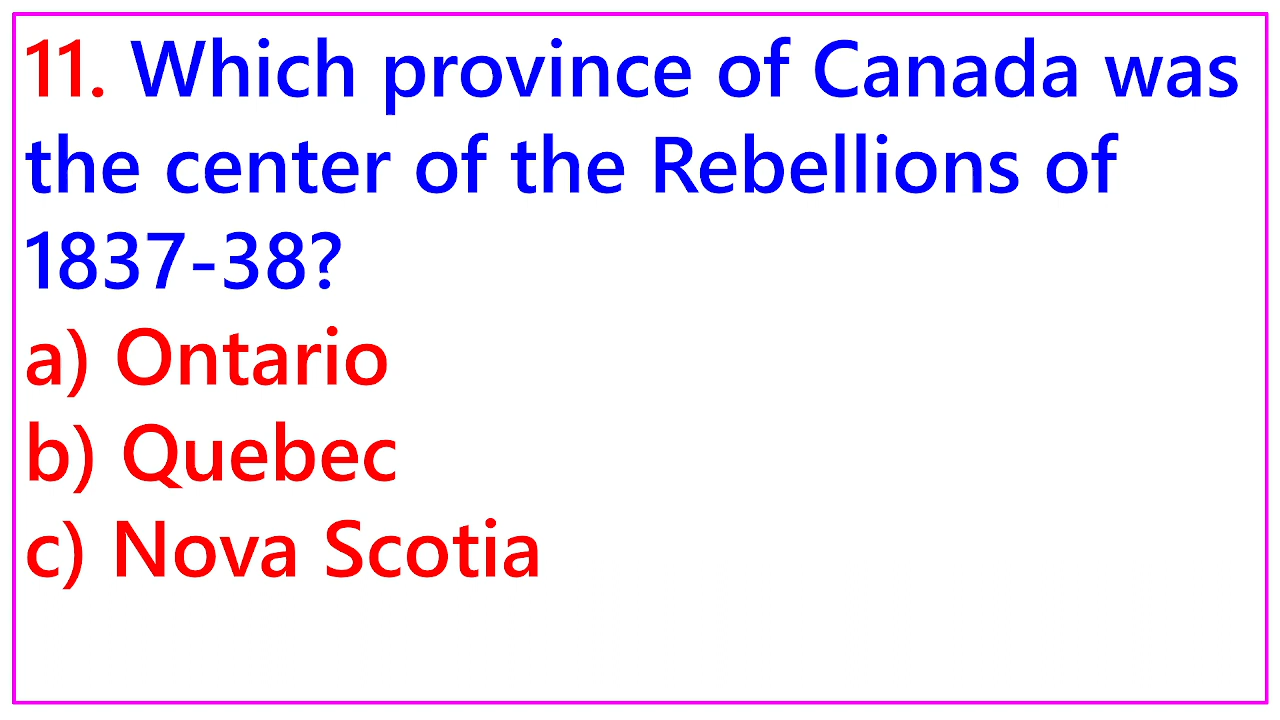 11. Which province of Canada was
the center of the Rebellions of
1837-38?
a) Ontario
b) Quebec
c) Nova Scotia